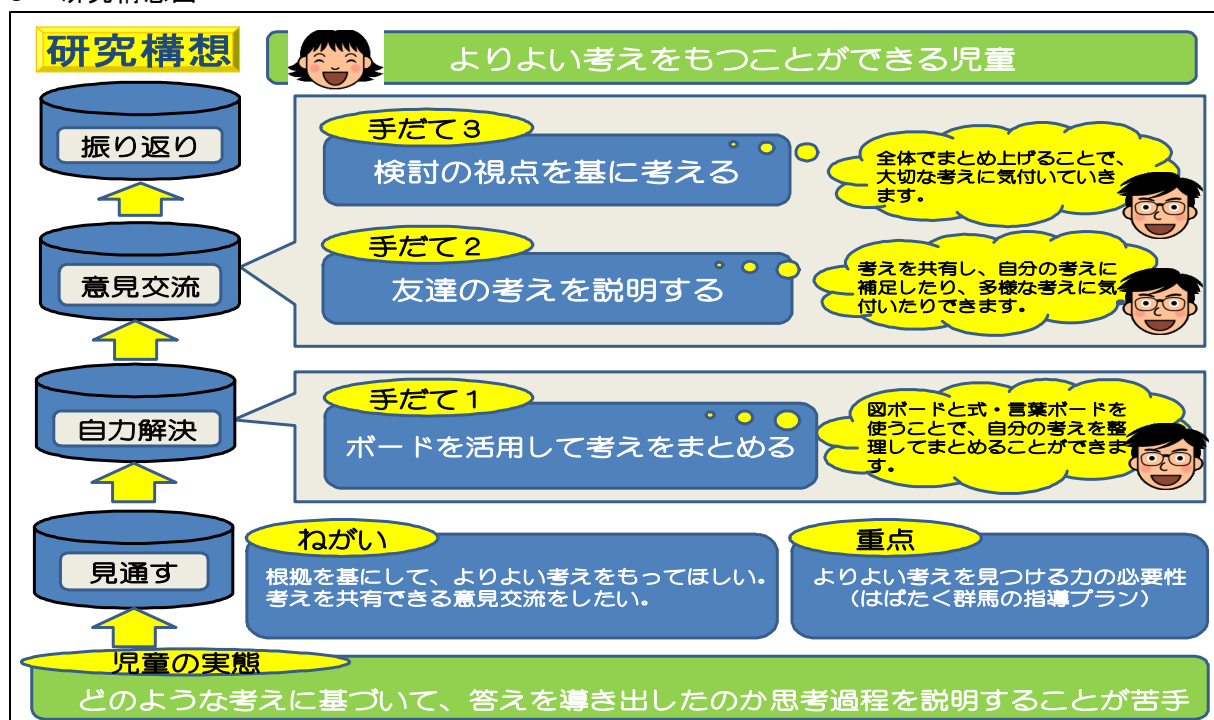 研究構想
よりよい考えをもつことができる児童
振り返り
手だて３
検討の視点を基に考える
全体でまとめ上げることで、
大切な考えに気付いていき
ます。
意見交流
手だて２
友達の考えを説明する
考えを共有し、自分の考えに
補足したり、多様な考えに気
付いたりできます。
自力解決
手だて１
ボードを活用して考えをまとめる
図ボードと式・言葉ボードを
使うことで、自分の考えを整
理してまとめることができま
す。
見通す
ねがい
根拠を基にして、よりよい考えをもってほしい。
考えを共有できる意見交流をしたい。
重点
よりよい考えを見つける力の必要性
（はばたく群馬の指導プラン）
児童の実態
どのような考えに基づいて、答えを導き出したのか思考過程を説明することが苦手